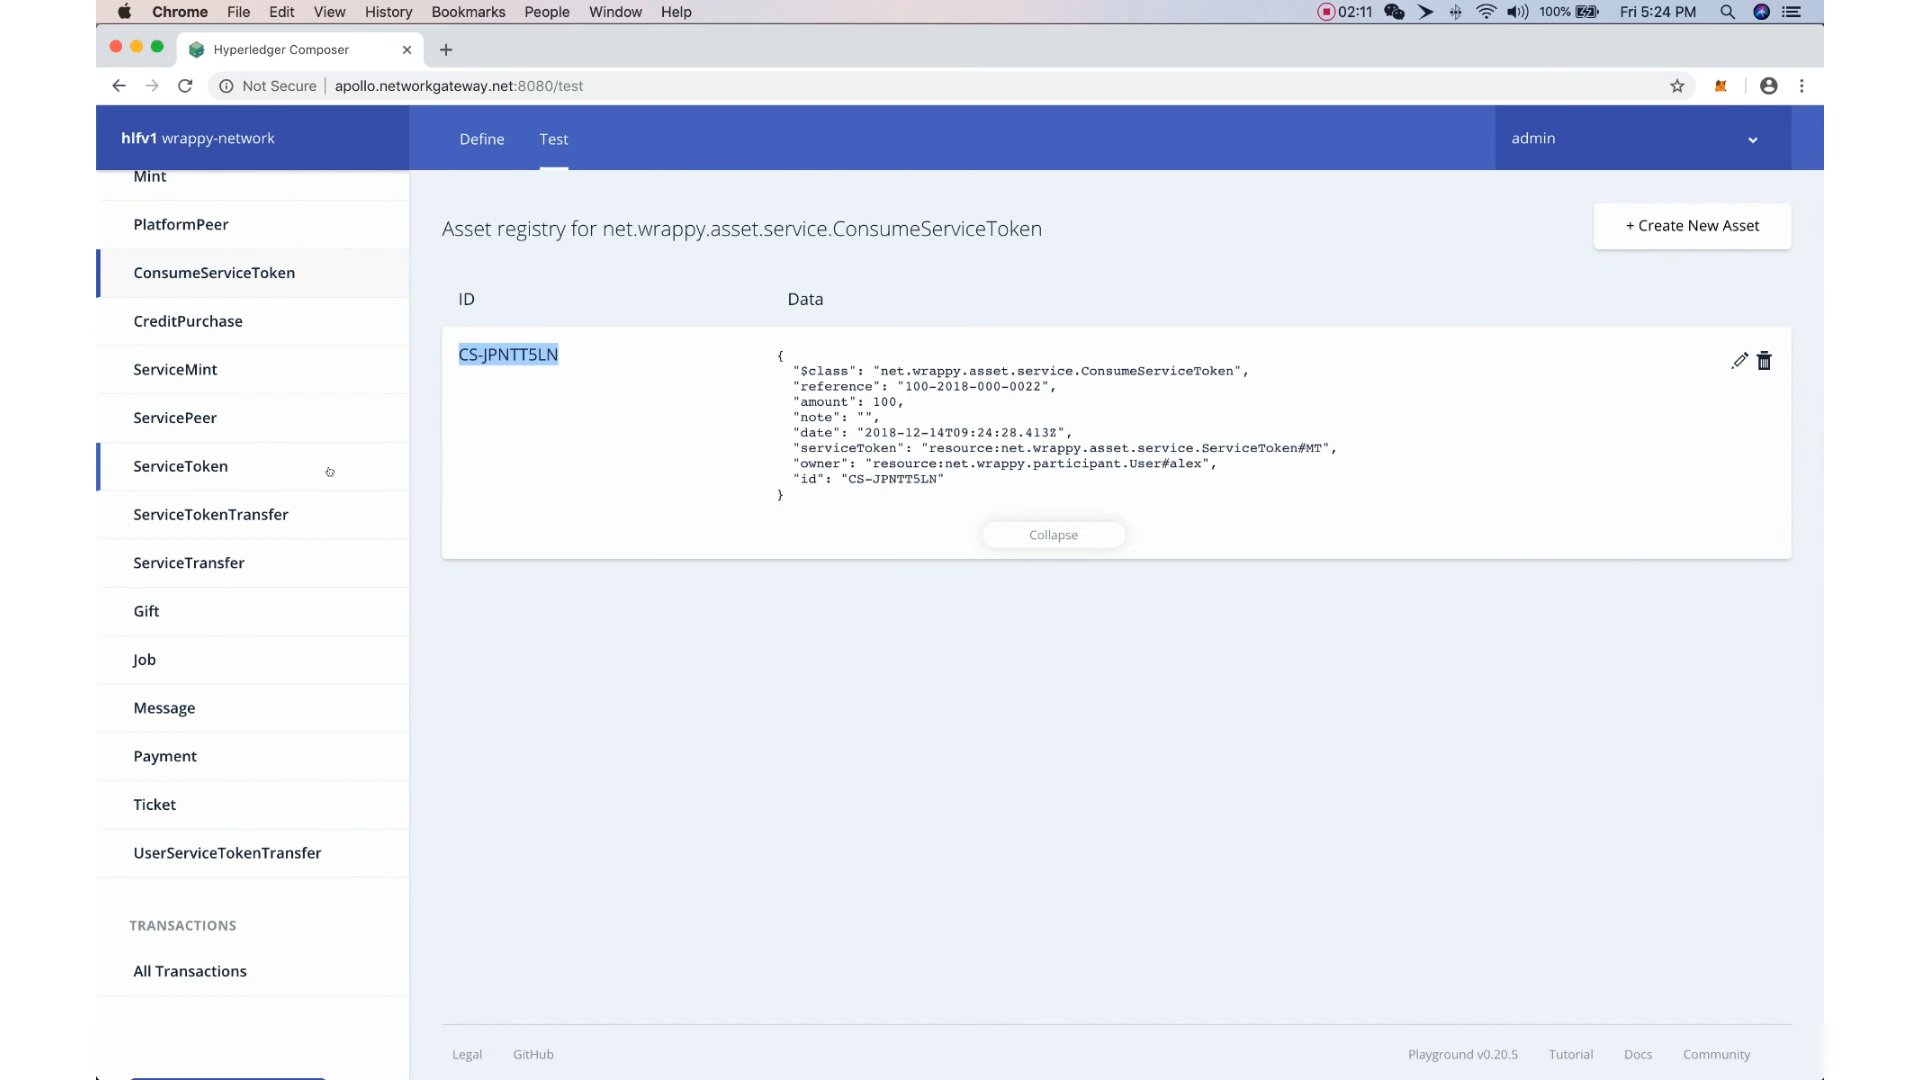 Chrome File Edit View History Bookmarks People Window Help 02:11 100% Fri 5:24 PM
Hyperledger Composer
Not Secure | apollo.networkgateway.net:8080/test
hlfv1 wrappy-network Define Test admin
Mint
PlatformPeer
ConsumeServiceToken
CreditPurchase
ServiceMint
ServicePeer
ServiceToken
ServiceTokenTransfer
ServiceTransfer
Gift
Job
Message
Payment
Ticket
UserServiceTokenTransfer
TRANSACTIONS
All Transactions
Asset registry for net.wrappy.asset.service.ConsumeServiceToken
+ Create New Asset
ID Data
CS-JPNTT5LN
{
"$class": "net.wrappy.asset.service.ConsumeServiceToken",
"reference": "100-2018-000-0022",
"amount": 100,
"note": "",
"date": "2018-12-14T09:24:28.413Z",
"serviceToken": "resource:net.wrappy.asset.service.ServiceToken#MT",
"owner": "resource:net.wrappy.participant.User#alex",
"id": "CS-JPNTT5LN"
}
Collapse
Legal GitHub Playground v0.20.5 Tutorial Docs Community